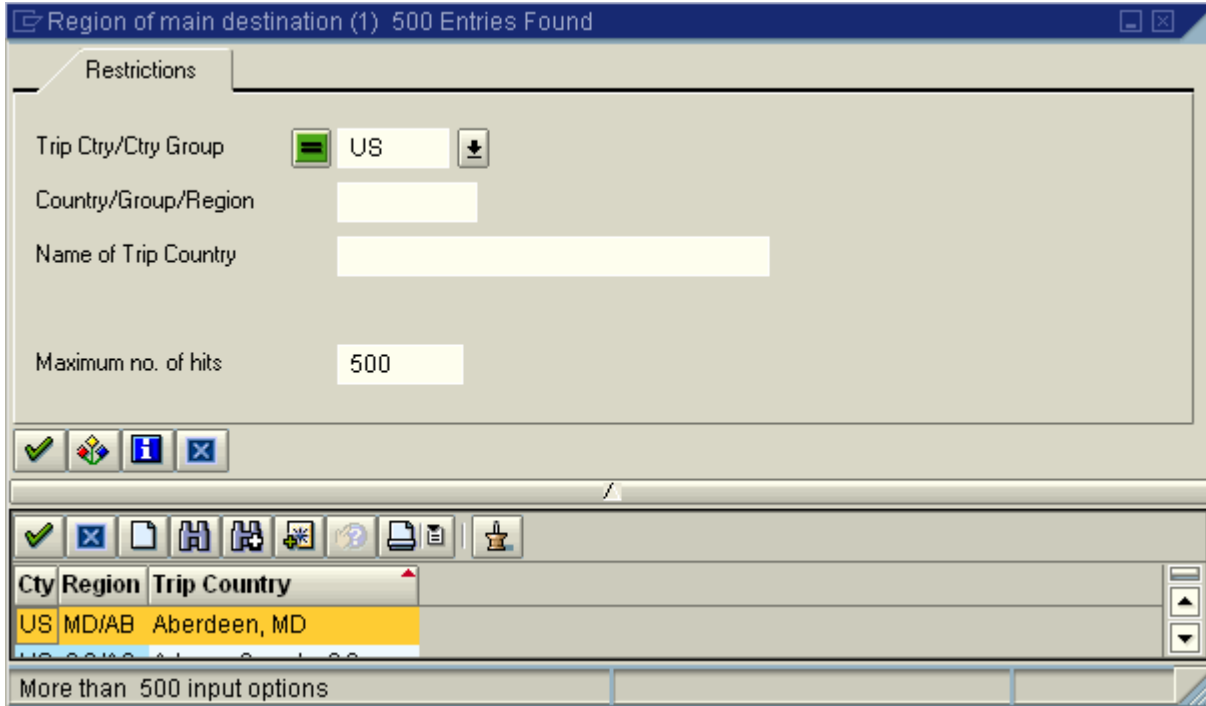 Region of main destination (1) 500 Entries Found
Restrictions
Trip Ctry/Ctry Group US
Country/Group/Region
Name of Trip Country
Maximum no. of hits 500
Cty Region Trip Country
US MD/AB Aberdeen, MD
More than 500 input options